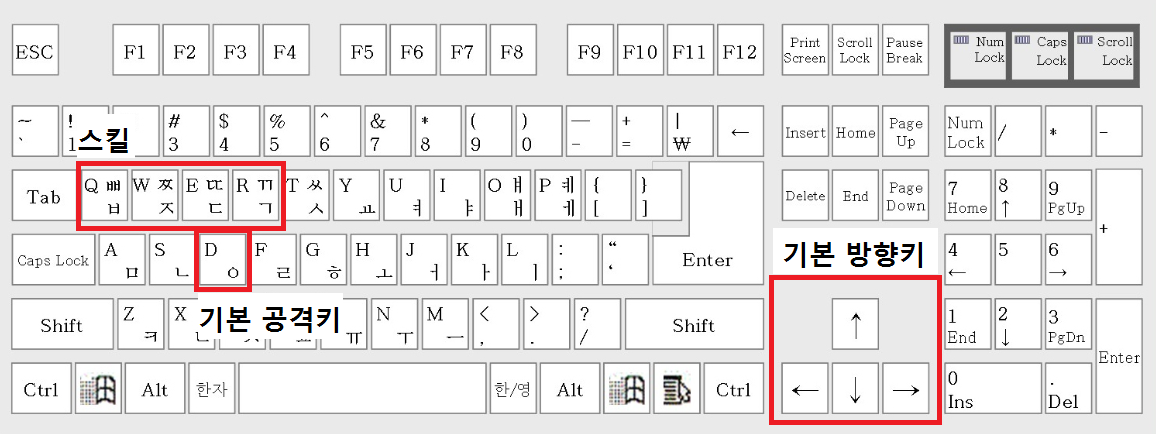 ESC F1 F2 F3 F4 F5 F6 F7 F8 F9 F10 F11 F12 Print Screen Scroll Lock Pause Break Num Lock Caps Lock Scroll Lock
~ ` ! 1 # 3 $ 4 % 5 ^ 6 & 7 * 8 ( 9 ) 0 — - + = | ₩ ← Insert Home Page Up Num Lock / * -
스킬
Tab Q ㅃ ㅂ W ㅉ ㅈ E ㄸ ㄷ R ㄲ ㄱ T ㅆ ㅅ Y ㅛ U ㅕ I ㅑ O ㅒ ㅐ P ㅖ ㅔ { [ } ] Delete End Page Down 7 Home 8 ↑ 9 PgUp +
Caps Lock A ㅁ S ㄴ D ㅇ F ㄹ G ㅎ H ㅗ J ㅓ K ㅏ L ㅣ : ; “ ‘ Enter 4 ← 5 6 →
기본 방향키
기본 공격키
Shift Z ㅋ X ㅠ N ㅜ M ㅡ < , > . ? / Shift ↑ 1 End 2 ↓ 3 PgDn Enter
Ctrl Alt 한자 한/영 Alt Ctrl ← ↓ → 0 Ins . Del